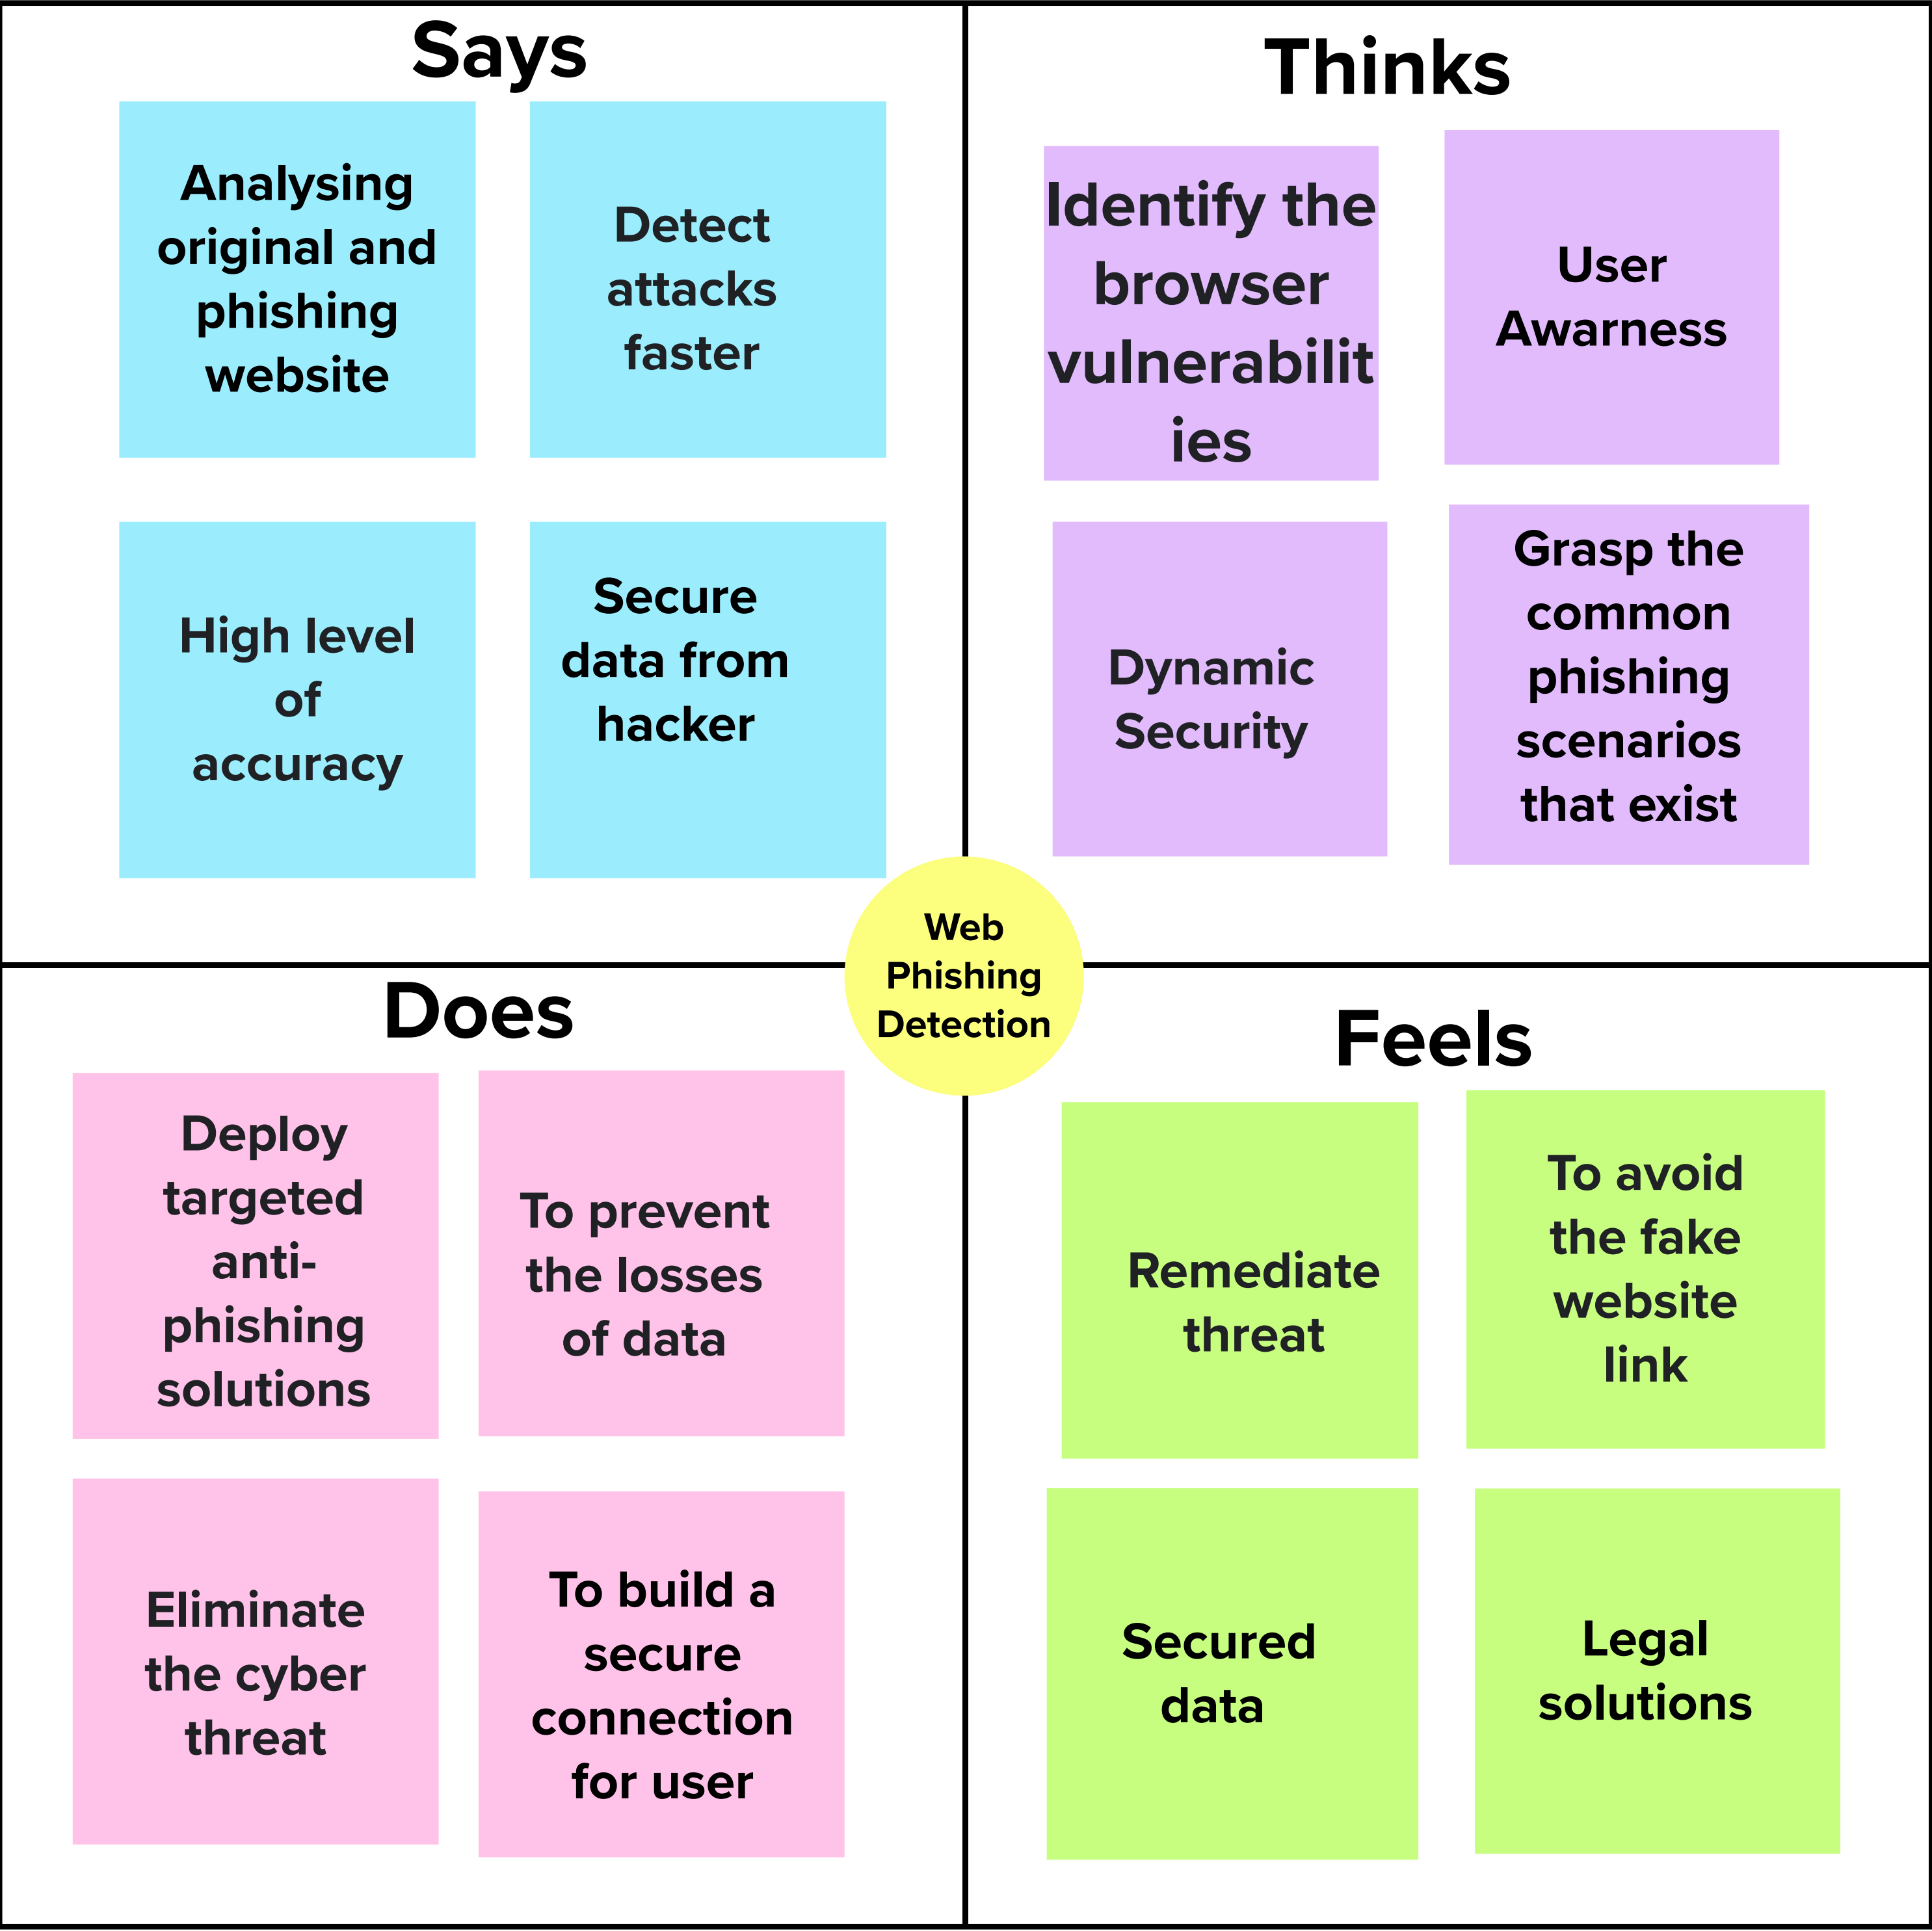 Says
Analysing
original and
phishing
website
Detect
attacks
faster
High level
of
accuracy
Secure
data from
hacker
Thinks
Identify the
browser
vulnerabilit
ies
User
Awarness
Dynamic
Security
Grasp the
common
phishing
scenarios
that exist
Web
Phishing
Detection
Does
Deploy
targeted
anti-
phishing
solutions
To prevent
the losses
of data
Eliminate
the cyber
threat
To build a
secure
connection
for user
Feels
Remediate
threat
To avoid
the fake
website
link
Secured
data
Legal
solutions